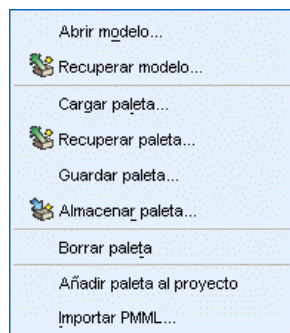 Abrir modelo...
Recuperar modelo...
Cargar paleta...
Recuperar paleta...
Guardar paleta...
Almacenar paleta...
Borrar paleta
Añadir paleta al proyecto
Importar PMML...